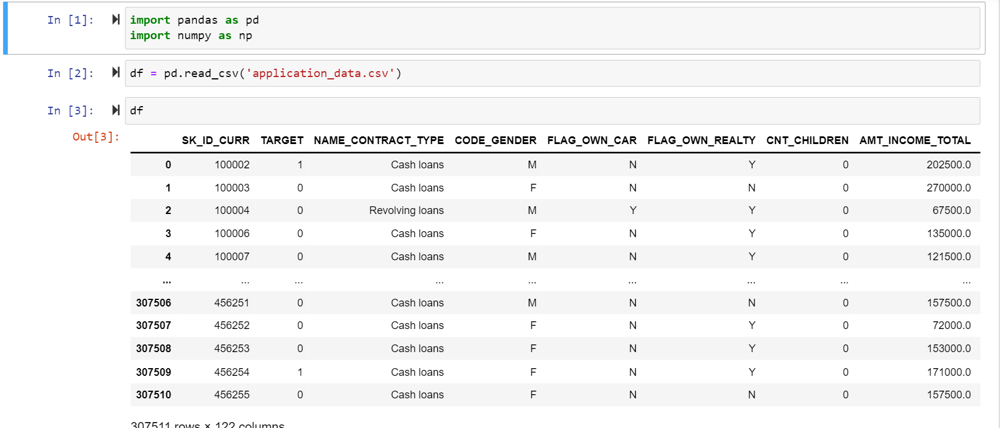 In [1]: import pandas as pd
import numpy as np
In [2]: df = pd.read_csv('application_data.csv')
In [3]: df
Out[3]:
SK_ID_CURR TARGET NAME_CONTRACT_TYPE CODE_GENDER FLAG_OWN_CAR FLAG_OWN_REALTY CNT_CHILDREN AMT_INCOME_TOTAL
0 100002 1 Cash loans M N Y 0 202500.0
1 100003 0 Cash loans F N N 0 270000.0
2 100004 0 Revolving loans M Y Y 0 67500.0
3 100006 0 Cash loans F N Y 0 135000.0
4 100007 0 Cash loans M N Y 0 121500.0
... ... ... ... ... ... ... ... ...
307506 456251 0 Cash loans M N N 0 157500.0
307507 456252 0 Cash loans F N Y 0 72000.0
307508 456253 0 Cash loans F N Y 0 153000.0
307509 456254 1 Cash loans F N Y 0 171000.0
307510 456255 0 Cash loans F N N 0 157500.0
307511 rows × 122 columns